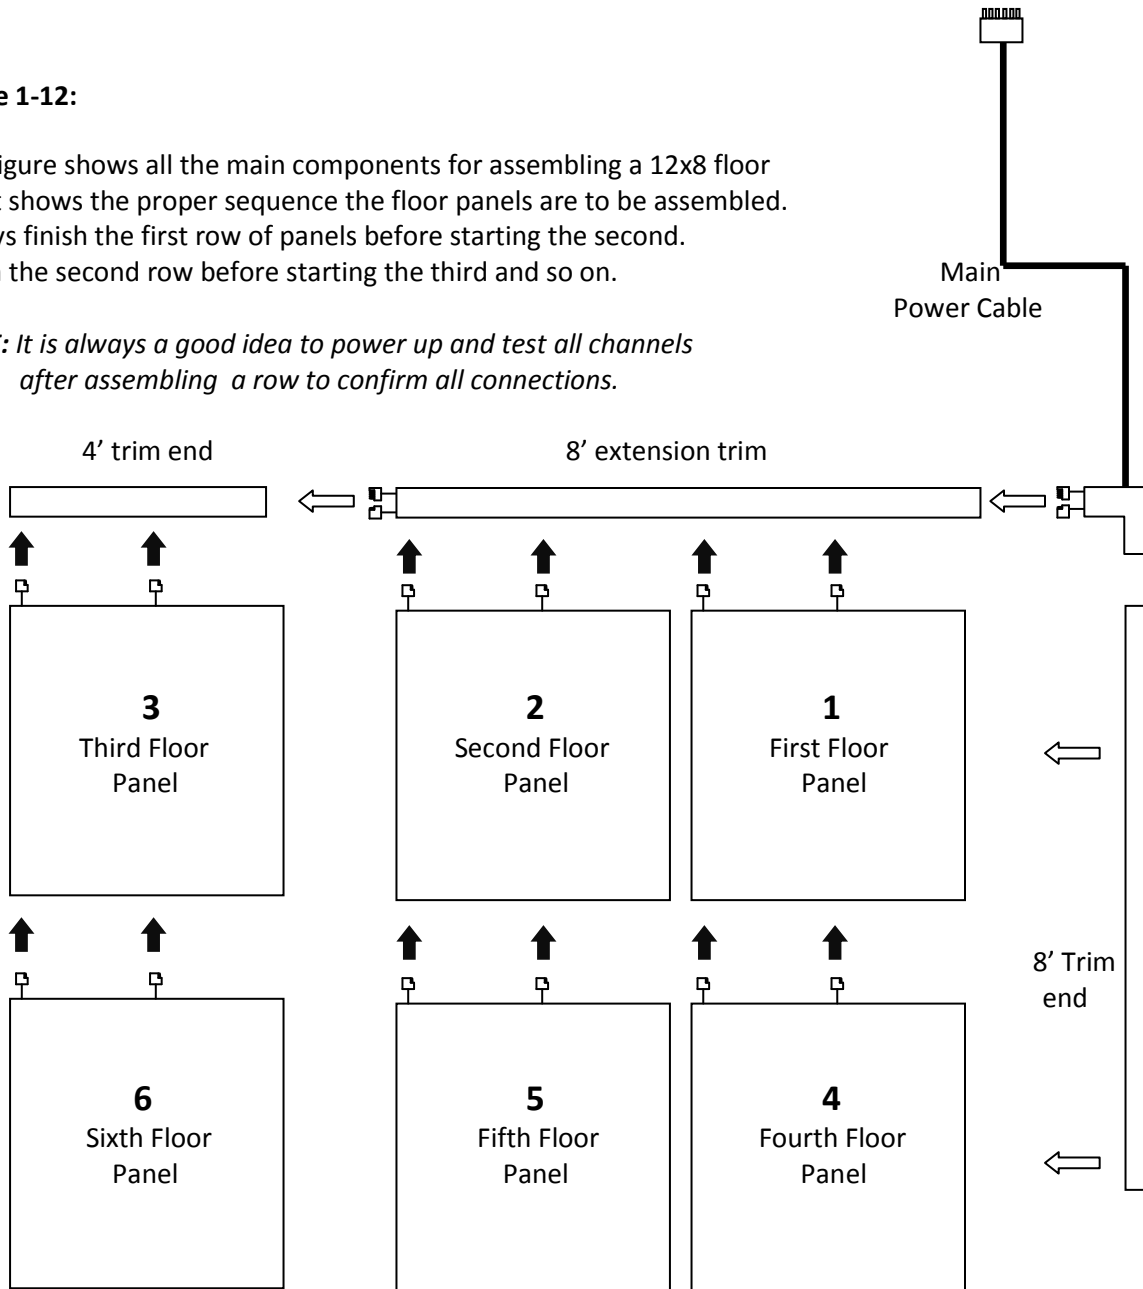 e 1-12:
igure shows all the main components for assembling a 12x8 floor
t shows the proper sequence the floor panels are to be assembled.
ys finish the first row of panels before starting the second.
the second row before starting the third and so on.
: It is always a good idea to power up and test all channels
after assembling a row to confirm all connections.
Main
Power Cable
4’ trim end
8’ extension trim
3
Third Floor
Panel
2
Second Floor
Panel
1
First Floor
Panel
8’ Trim
end
6
Sixth Floor
Panel
5
Fifth Floor
Panel
4
Fourth Floor
Panel